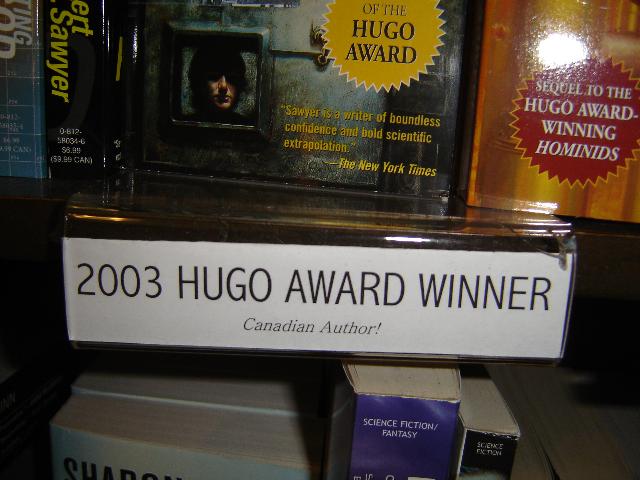 ert
Sawyer
0-812-
58034-6
$6.99
($9.99 CAN)
OF THE
HUGO
AWARD
"Sawyer is a writer of boundless
confidence and bold scientific
extrapolation."
—The New York Times
SEQUEL TO THE
HUGO AWARD-
WINNING
HOMINIDS
2003 HUGO AWARD WINNER
Canadian Author!
SCIENCE FICTION/
FANTASY
SCIENCE
FICTION
SHARON